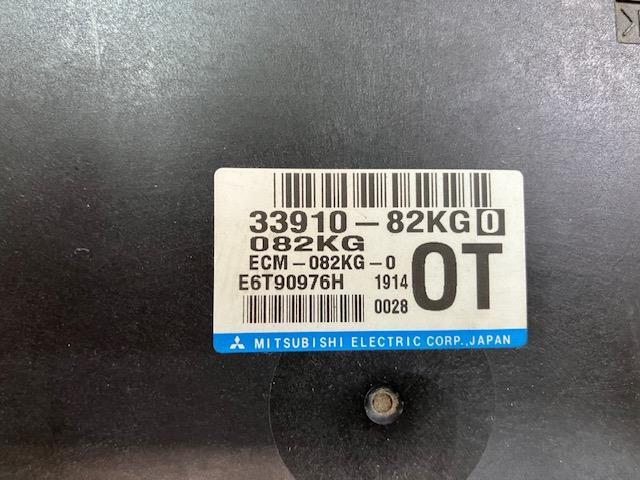 33910-82KG0
082KG
ECM-082KG-0
E6T90976H 1914
0T
0028
MITSUBISHI ELECTRIC CORP., JAPAN